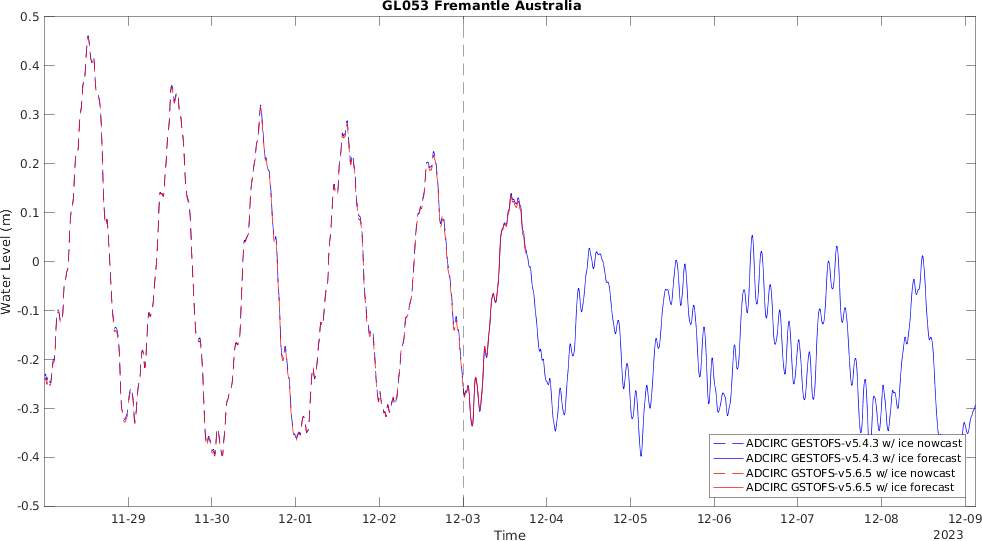 GL053 Fremantle Australia
0.5
0.4
0.3
0.2
0.1
0
-0.1
-0.2
-0.3
-0.4
-0.5
Water Level (m)
11-29 11-30 12-01 12-02 12-03 12-04 12-05 12-06 12-07 12-08 12-09
Time
2023
ADCIRC GESTOFS-v5.4.3 w/ ice nowcast
ADCIRC GESTOFS-v5.4.3 w/ ice forecast
ADCIRC GSTOFS-v5.6.5 w/ ice nowcast
ADCIRC GSTOFS-v5.6.5 w/ ice forecast